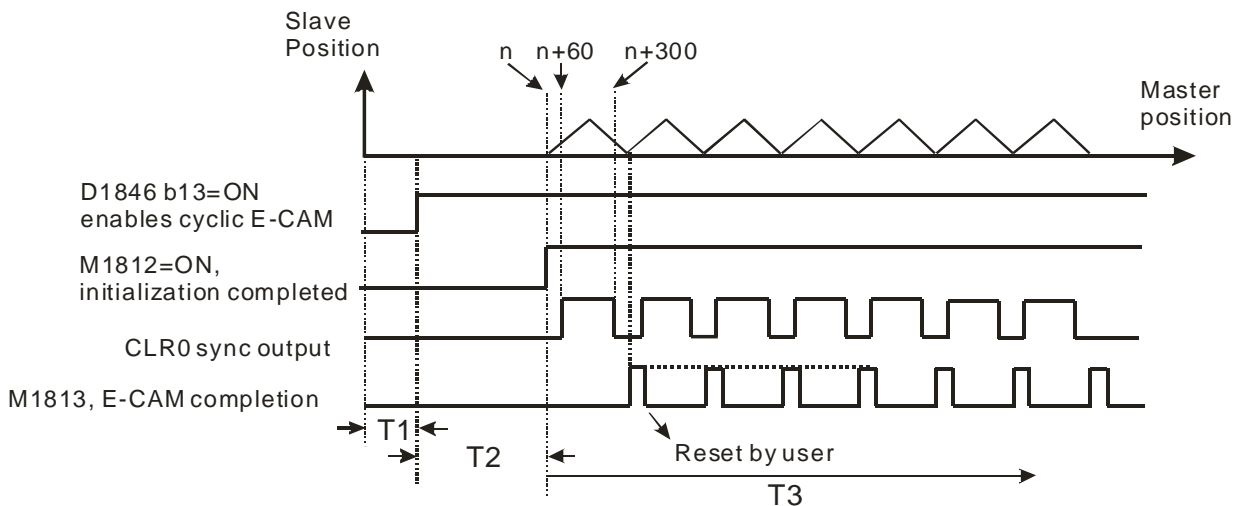 Slave
Position
n
n+60
n+300
Master
position
D1846 b13=ON
enables cyclic E-CAM
M1812=ON,
initialization completed
CLR0 sync output
M1813, E-CAM completion
T1
T2
Reset by user
T3